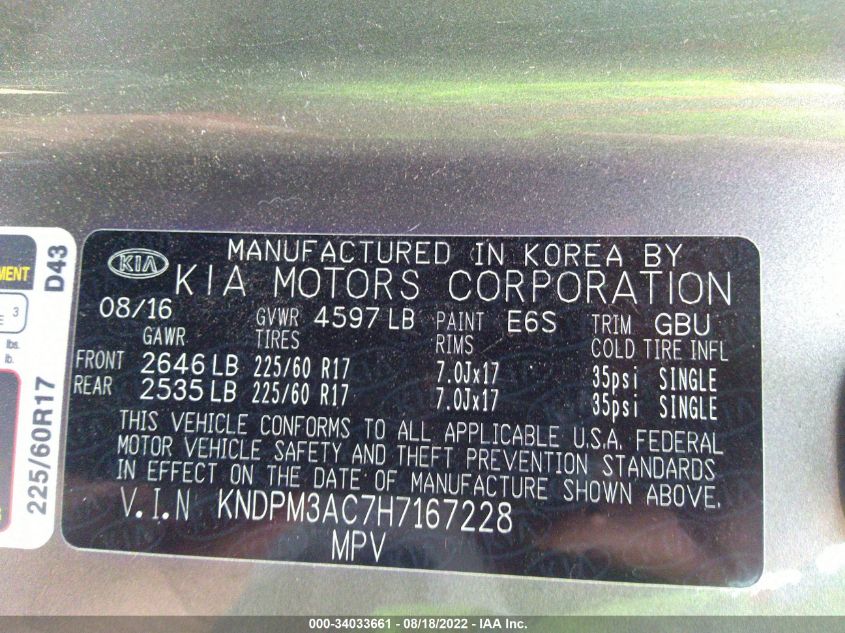 MANUFACTURED IN KOREA BY
KIA KIA MOTORS CORPORATION
08/16 GVWR 4597 LB PAINT E6S TRIM GBU
GAWR TIRES RIMS COLD TIRE INFL
FRONT 2646 LB 225/60 R17 7.0Jx17 35psi SINGLE
REAR 2535 LB 225/60 R17 7.0Jx17 35psi SINGLE
THIS VEHICLE CONFORMS TO ALL APPLICABLE U.S.A. FEDERAL
MOTOR VEHICLE SAFETY AND THEFT PREVENTION STANDARDS
IN EFFECT ON THE DATE OF MANUFACTURE SHOWN ABOVE.
V.I.N KNDPM3AC7H7167228
MPV
D43
225/60R17
3
lbs.
lb.
000-34033661 - 08/18/2022 - IAA Inc.